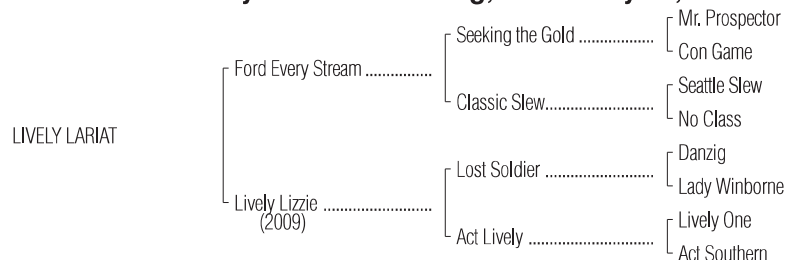 Mr. Prospector
Seeking the Gold
Con Game
Ford Every Stream
Seattle Slew
Classic Slew
No Class
LIVELY LARIAT
Danzig
Lost Soldier
Lady Winborne
Lively Lizzie
(2009)
Lively One
Act Lively
Act Southern